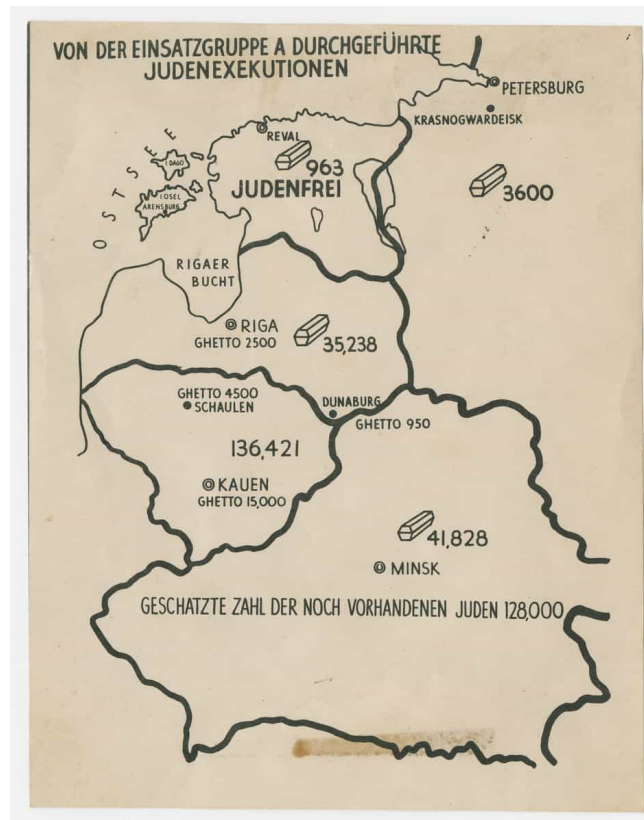 VON DER EINSATZGRUPPE A DURCHGEFÜHRTE
JUDENEXEKUTIONEN
PETERSBURG
KRASNOGWARDEISK
REVAL
963
JUDENFREI
3600
OSTSEE
I DAGO
I OSEL
ARENSBURG
RIGAER
BUCHT
RIGA
GHETTO 2500
35,238
GHETTO 4500
SCHAULEN
DUNABURG
GHETTO 950
136,421
KAUEN
GHETTO 15,000
41,828
MINSK
GESCHATZTE ZAHL DER NOCH VORHANDENEN JUDEN 128,000